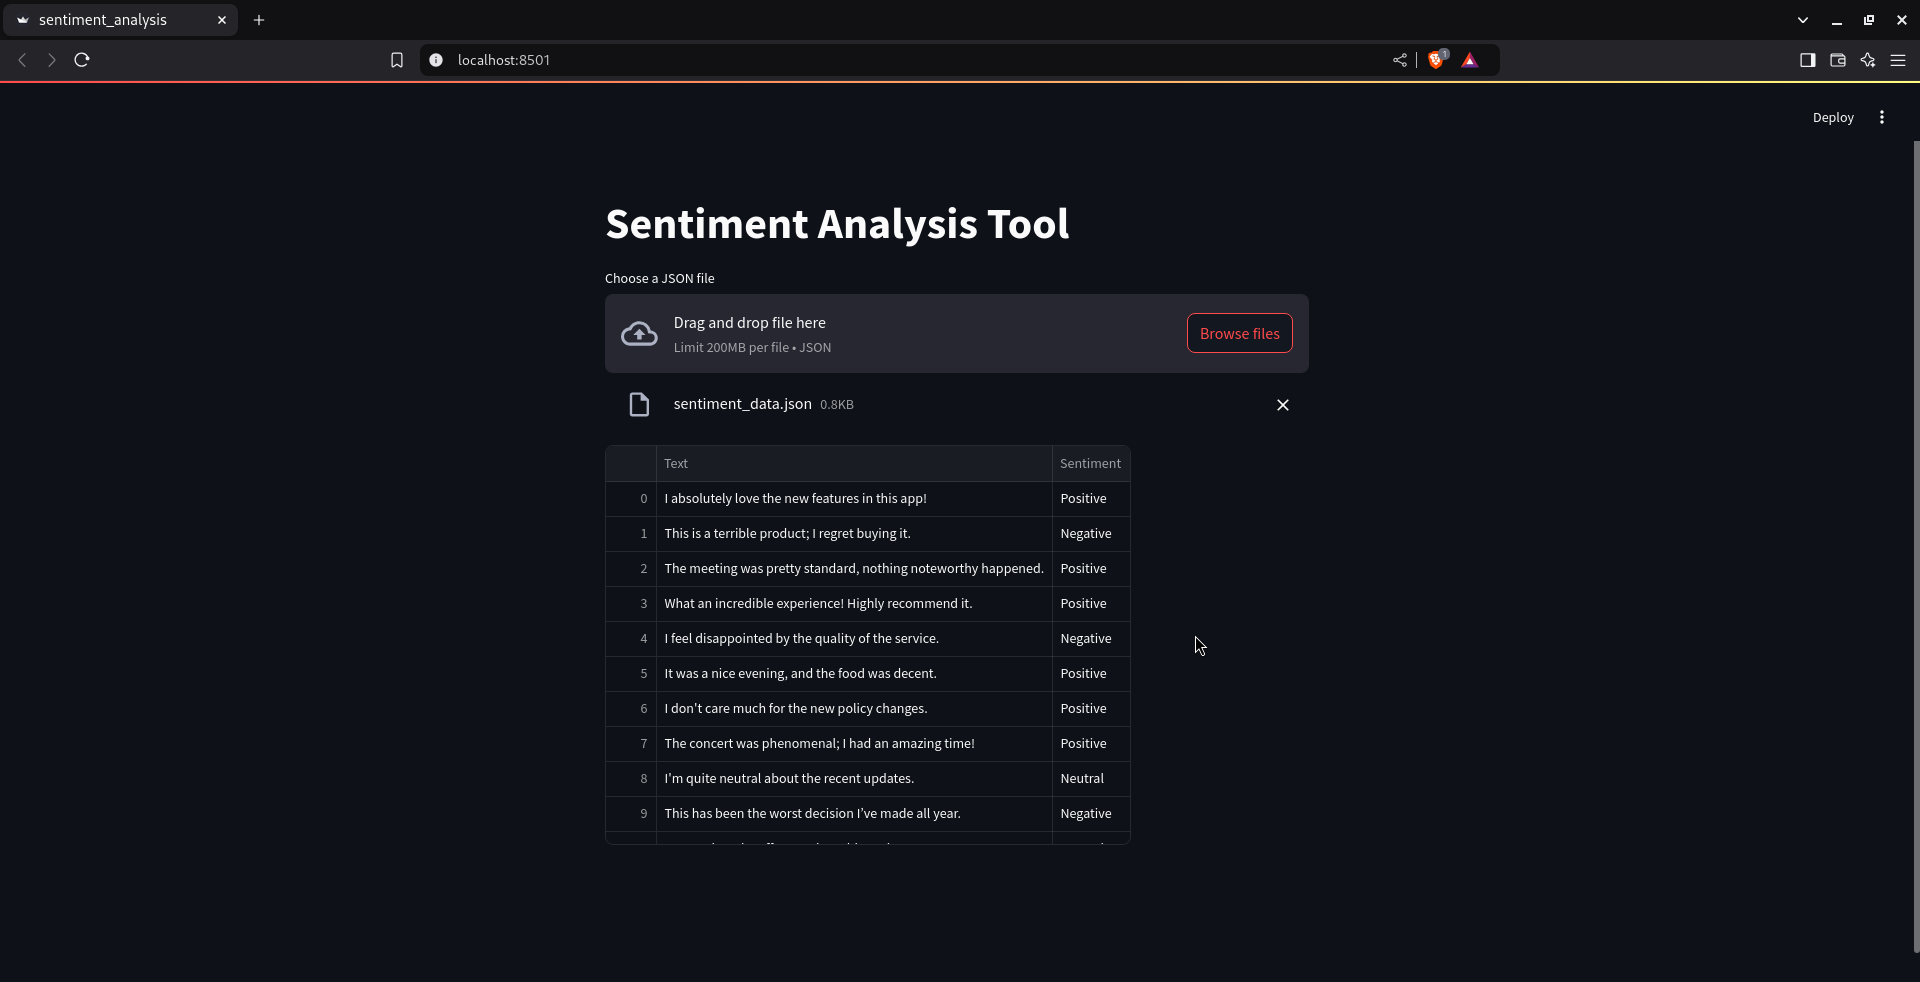 sentiment_analysis
localhost:8501
1
Deploy
Sentiment Analysis Tool
Choose a JSON file
Drag and drop file here
Limit 200MB per file • JSON
Browse files
sentiment_data.json 0.8KB
Text Sentiment
0 I absolutely love the new features in this app! Positive
1 This is a terrible product; I regret buying it. Negative
2 The meeting was pretty standard, nothing noteworthy happened. Positive
3 What an incredible experience! Highly recommend it. Positive
4 I feel disappointed by the quality of the service. Negative
5 It was a nice evening, and the food was decent. Positive
6 I don't care much for the new policy changes. Positive
7 The concert was phenomenal; I had an amazing time! Positive
8 I'm quite neutral about the recent updates. Neutral
9 This has been the worst decision I've made all year. Negative